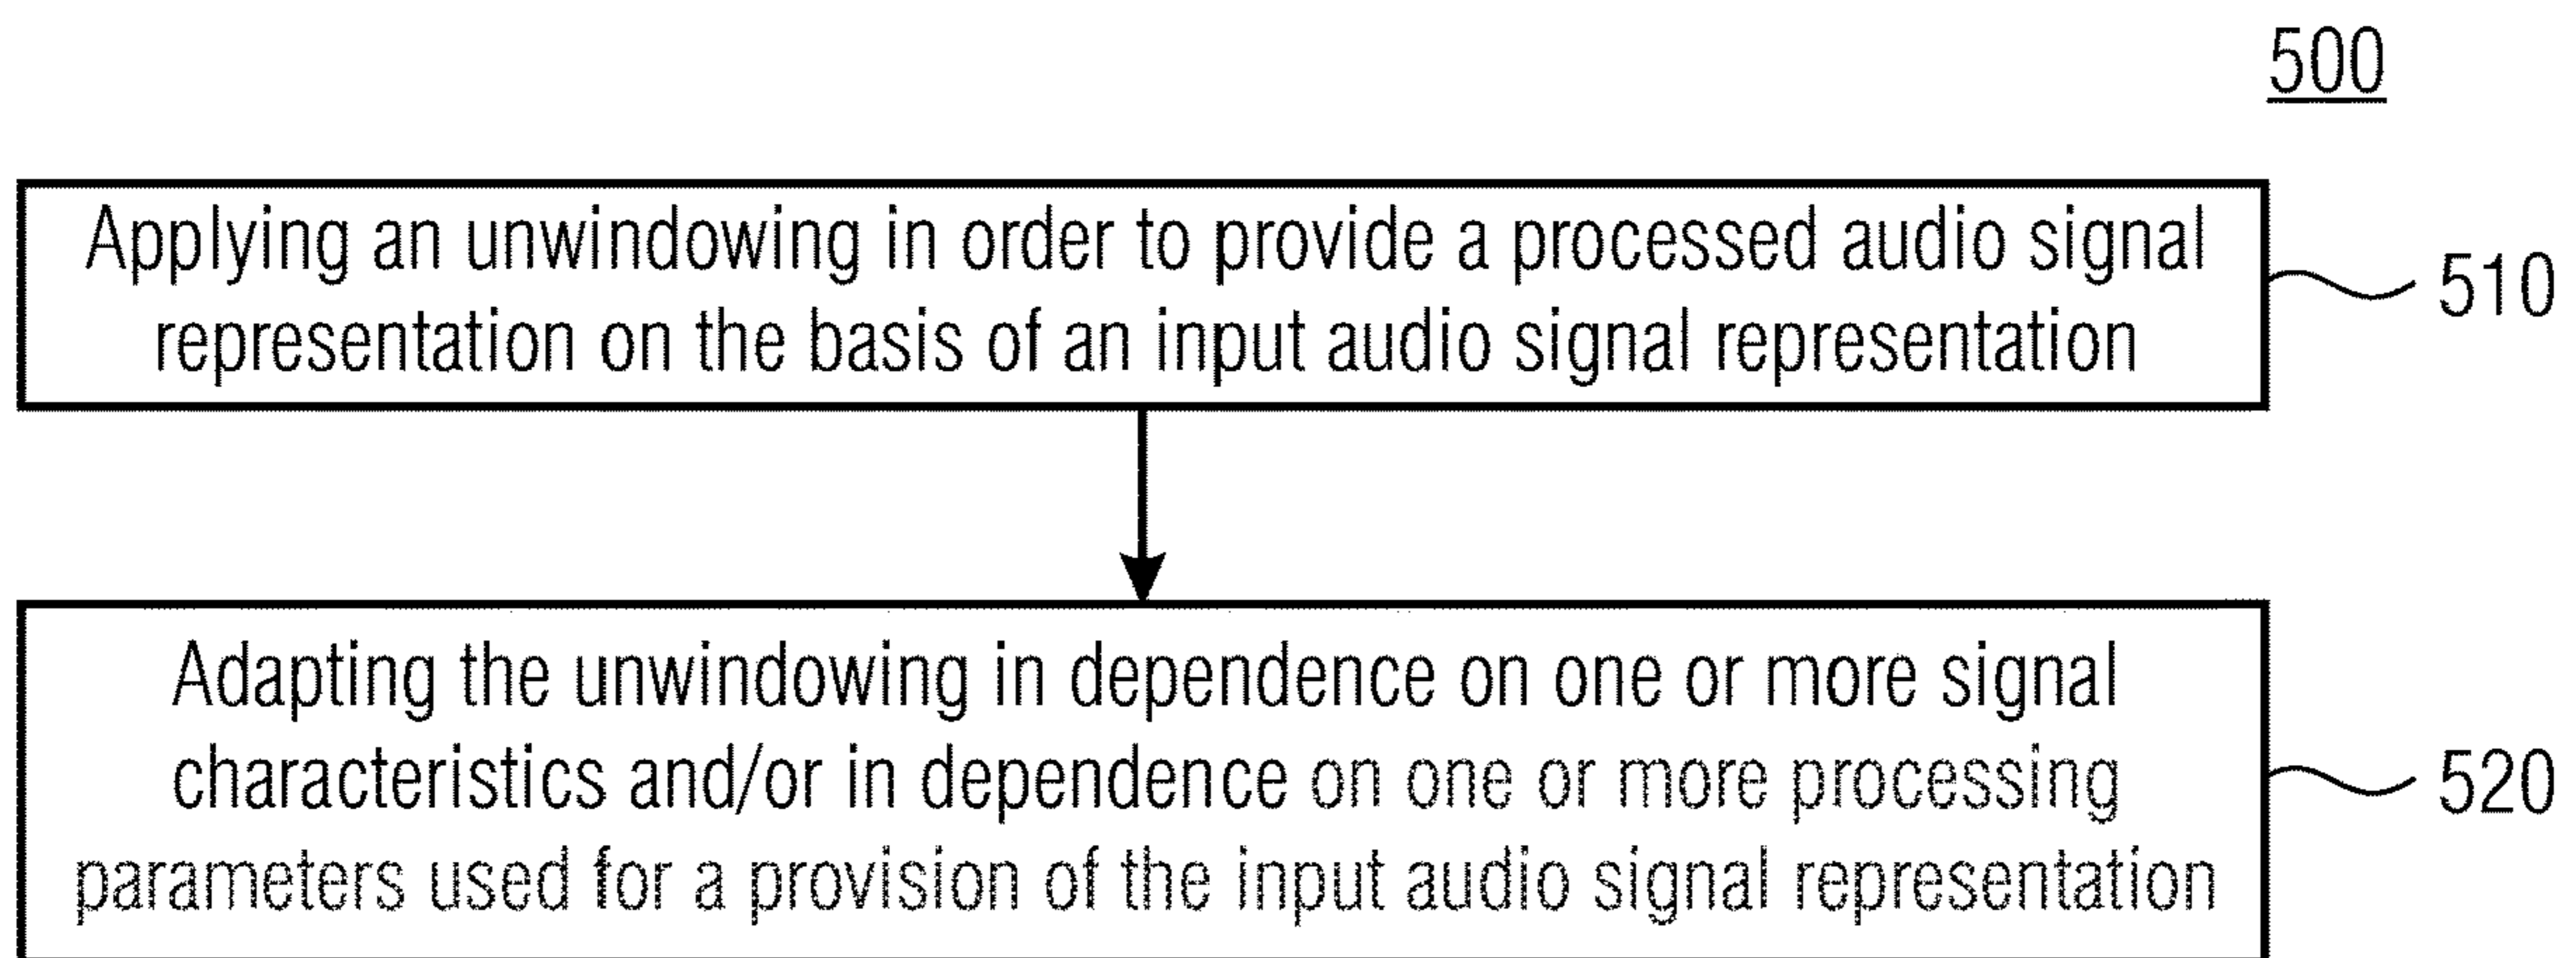 500
Applying an unwindowing in order to provide a processed audio signal
representation on the basis of an input audio signal representation
510
Adapting the unwindowing in dependence on one or more signal
characteristics and/or in dependence on one or more processing
parameters used for a provision of the input audio signal representation
520